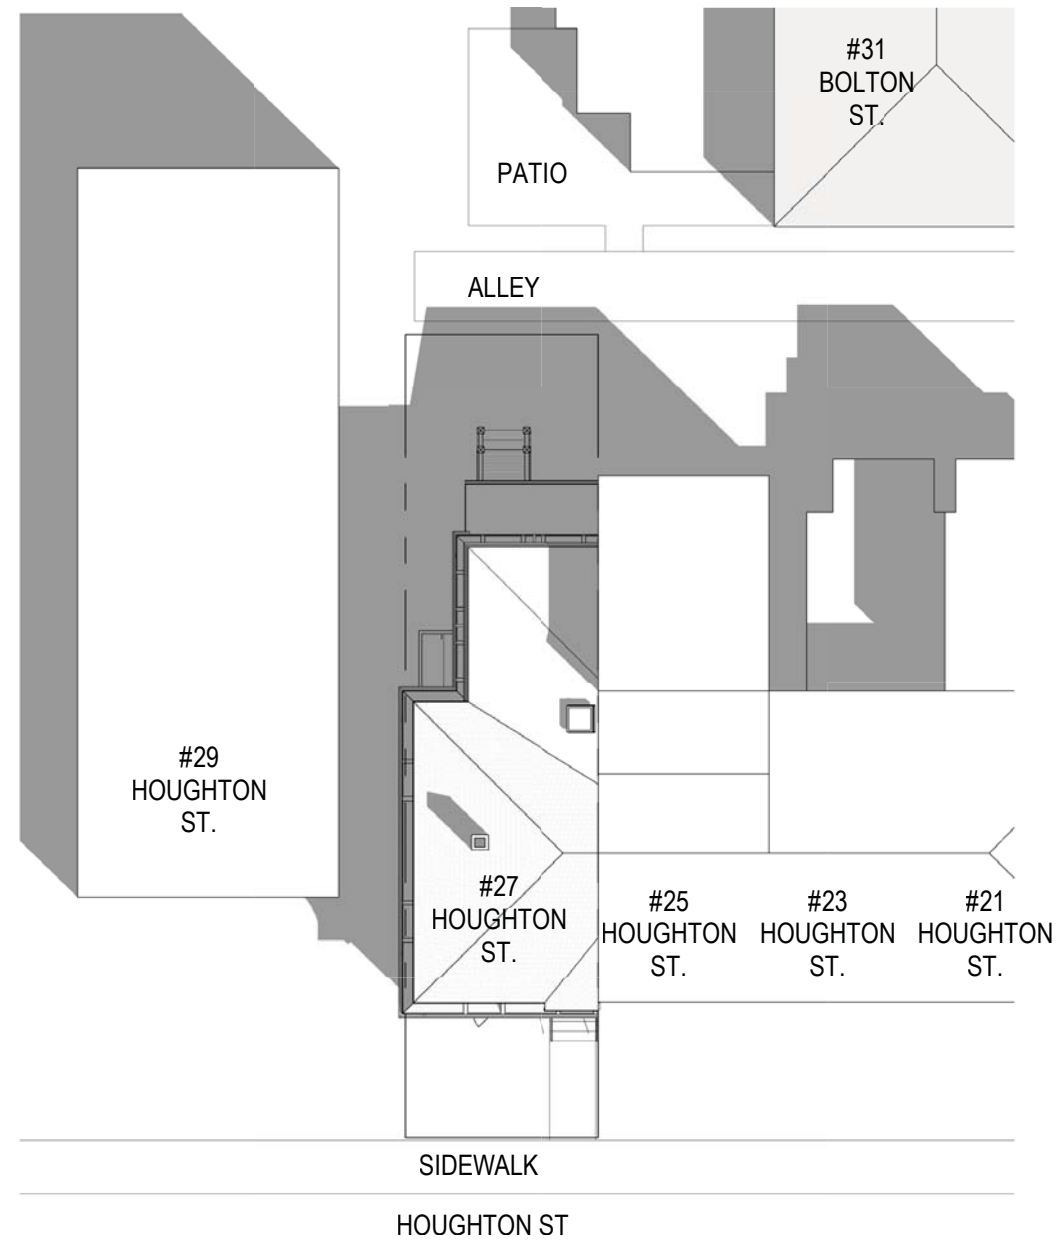 #31
BOLTON
ST.
PATIO
ALLEY
#29
HOUGHTON
ST.
#27
HOUGHTON
ST.
#25
HOUGHTON
ST.
#23
HOUGHTON
ST.
#21
HOUGHTON
ST.
SIDEWALK
HOUGHTON ST